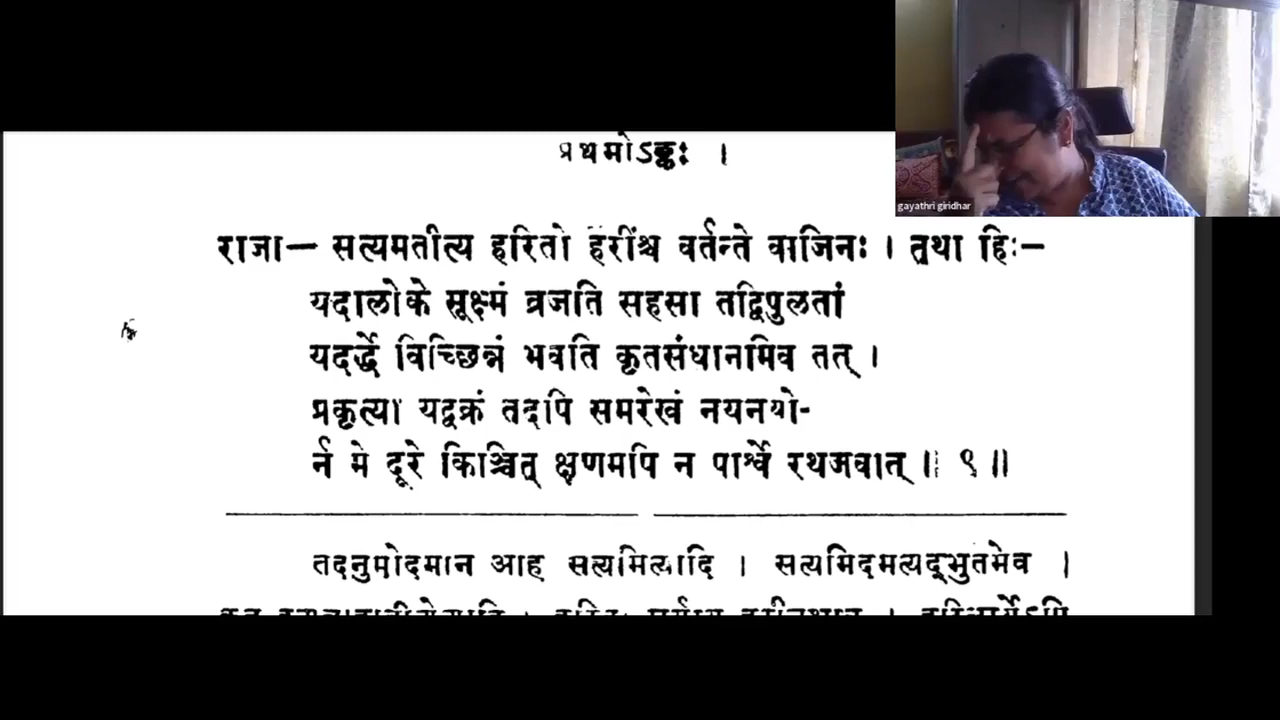 प्रथमोऽङ्कः ।
gayathri giridhar
राजा— सत्यमतीत्य हरितो हरींश्च वर्तन्ते वाजिनः । तथा हिः—
यदालोके सूक्ष्मं व्रजति सहसा तद्विपुलतां
यदर्द्धे विच्छिन्नं भवति कृतसंधानमिव तत् ।
प्रकृत्या यद्वक्रं तदपि समरेखं नयनयो-
र्न मे दूरे किञ्चित् क्षणमपि न पार्श्वे रथजवात् ॥ ९ ॥
तदनुमोदमान आह सत्यमित्यादि । सत्यमिदमत्यद्भुतमेव ।